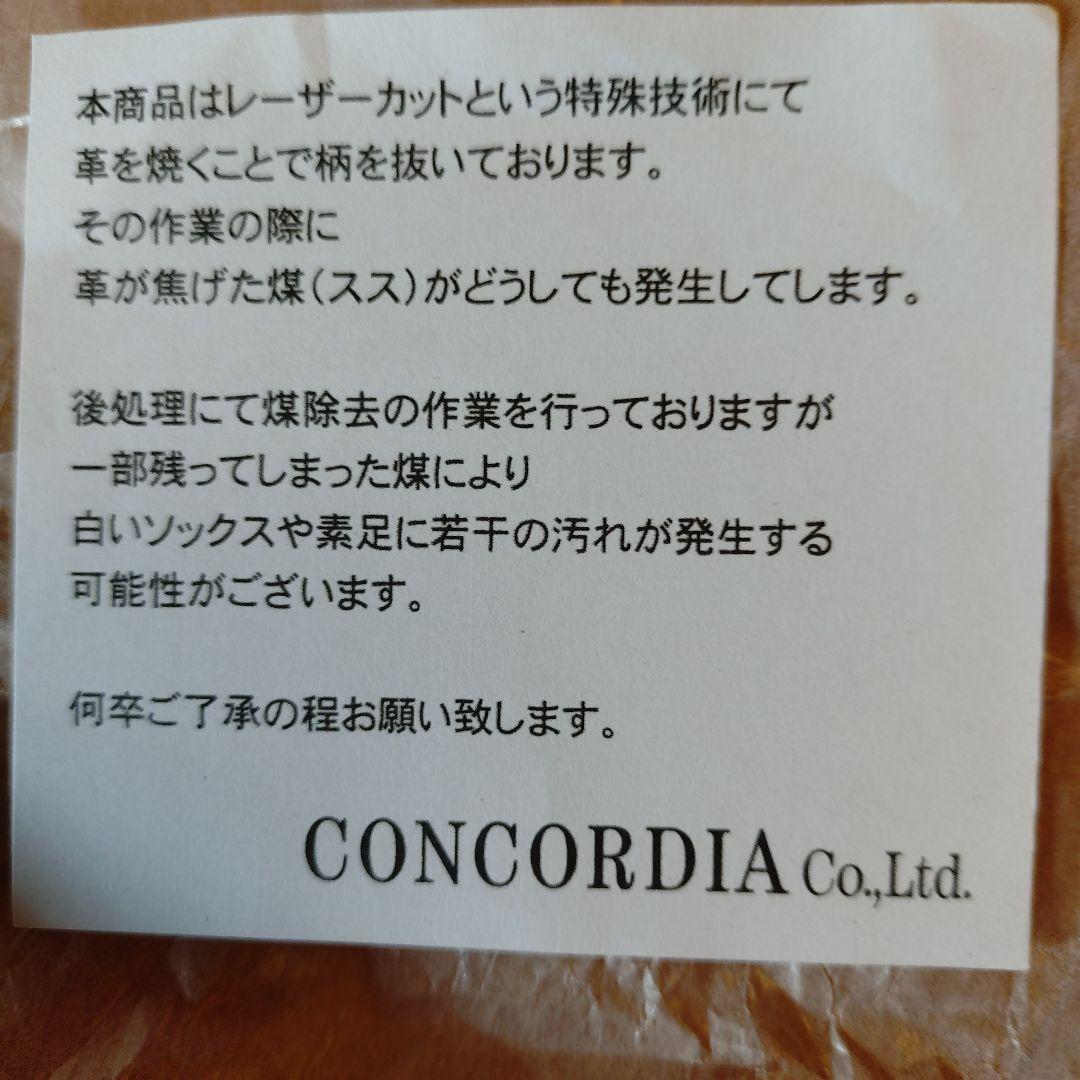 本商品はレーザーカットという特殊技術にて
革を焼くことで柄を抜いております。
その作業の際に
革が焦げた煤（スス）がどうしても発生してします。
後処理にて煤除去の作業を行っておりますが
一部残ってしまった煤により
白いソックスや素足に若干の汚れが発生する
可能性がございます。
何卒ご了承の程お願い致します。
CONCORDIA Co.,Ltd.